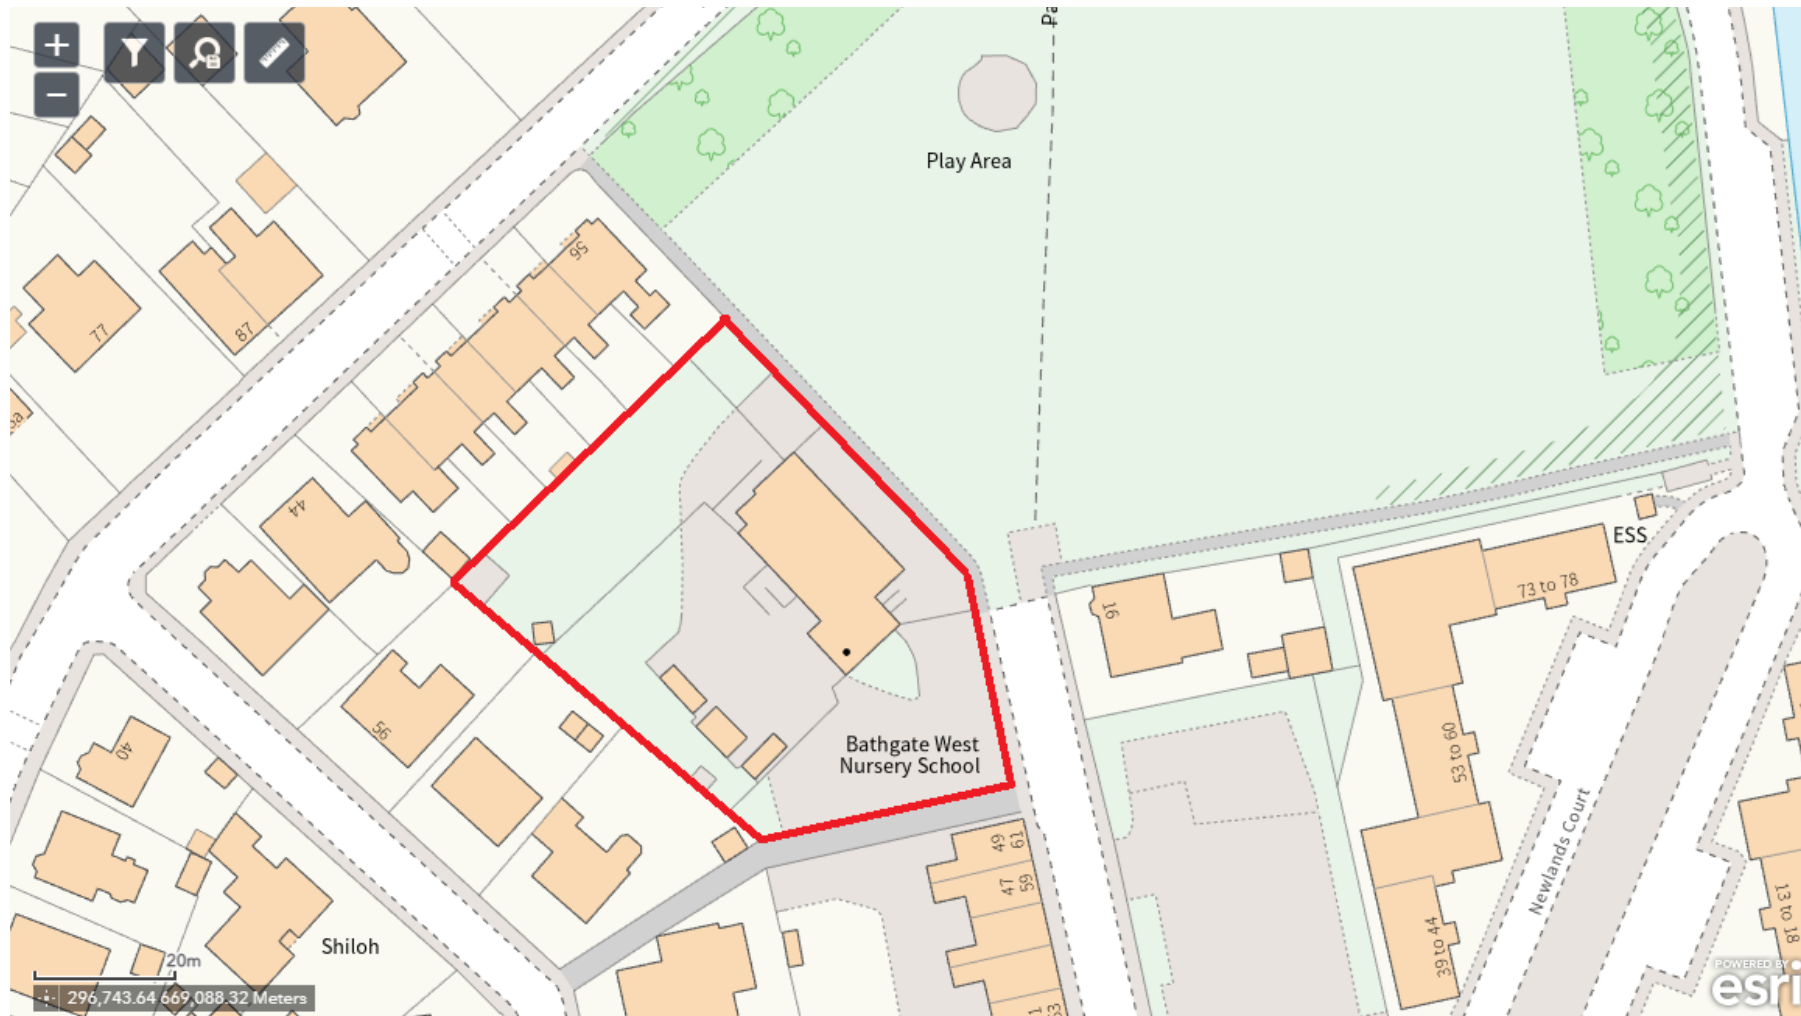 +
−
Pa
Play Area
56
77
87
44
16
ESS
73 to 78
56
40
53 to 60
Bathgate West
Nursery School
49
61
47
59
Newlands Court
13 to 18
39 to 44
Shiloh
20m
296,743.64 669,088.32 Meters
POWERED BY
esri